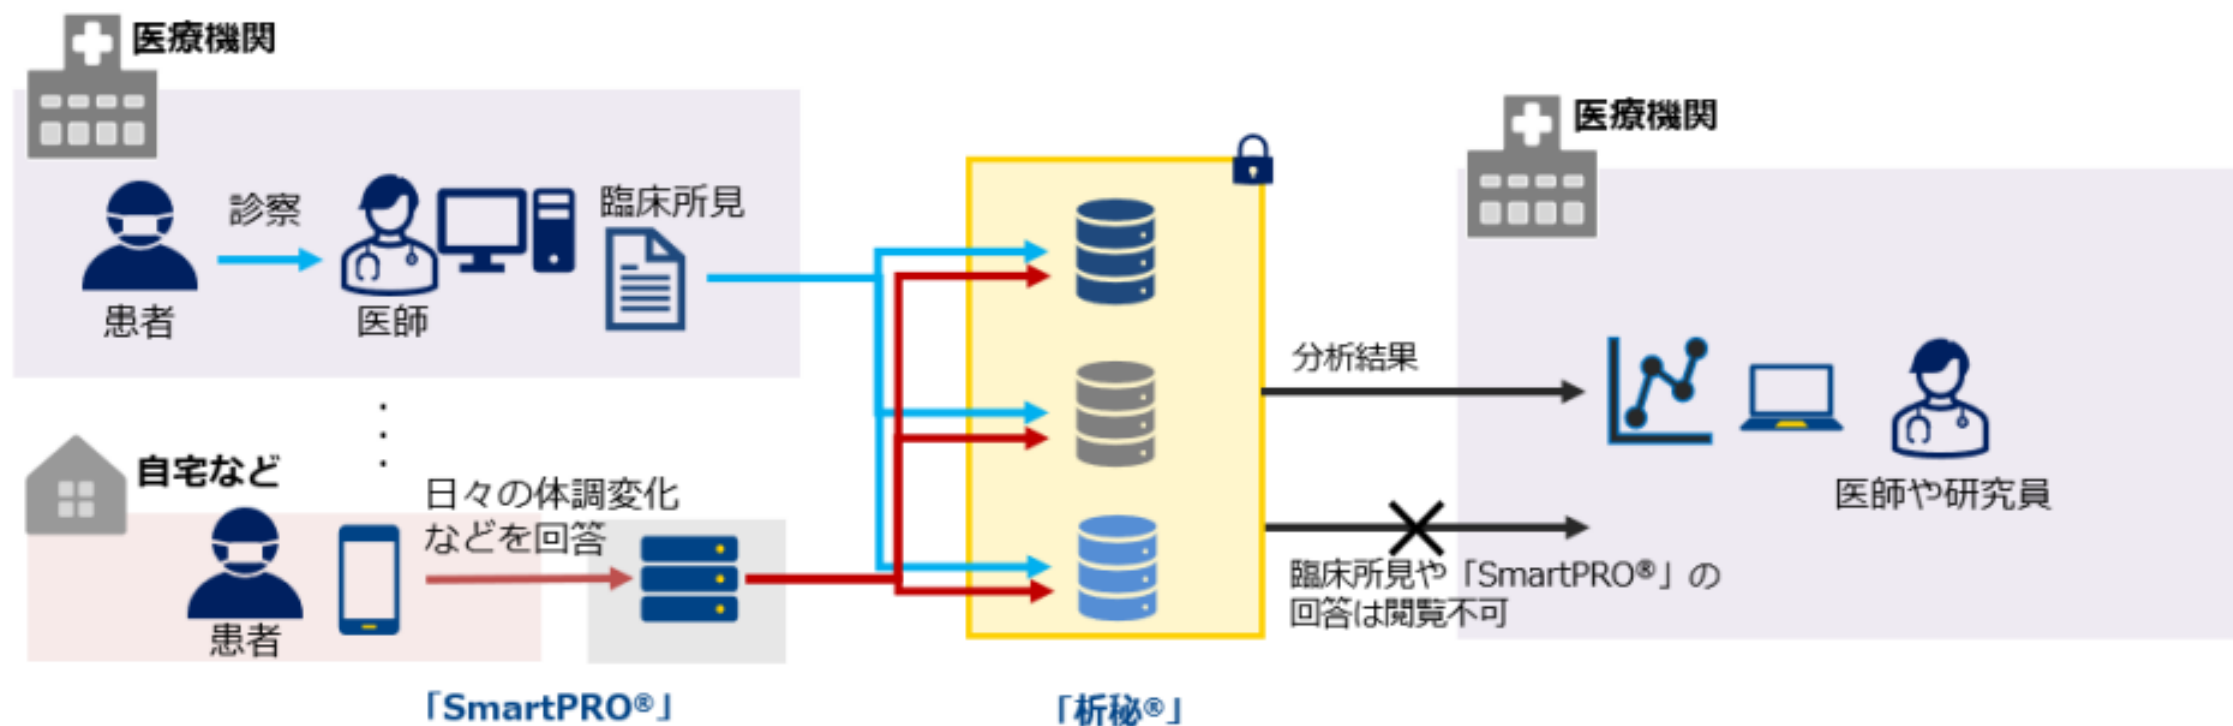 医療機関
診察
臨床所見
患者
医師
自宅など
日々の体調変化
などを回答
患者
「SmartPRO®」
「析秘®」
医療機関
分析結果
医師や研究員
臨床所見や「SmartPRO®」の
回答は閲覧不可